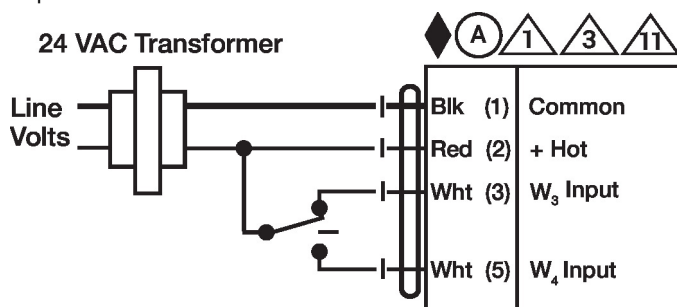 24 VAC Transformer
A 1 3 11
Line
Volts
Blk (1) Common
Red (2) + Hot
Wht (3) W₃ Input
Wht (5) W₄ Input